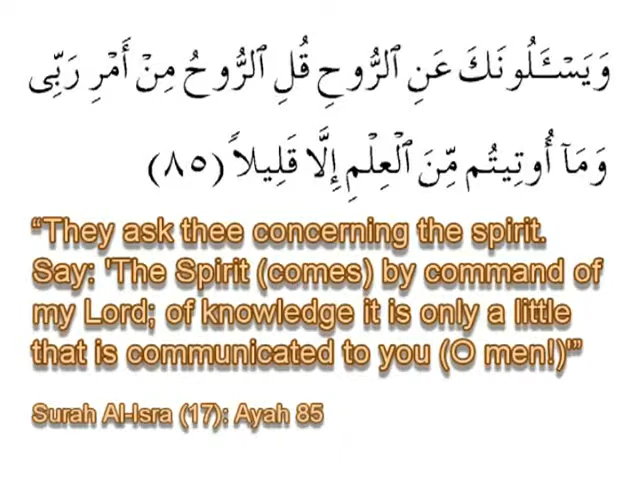 وَيَسْـَٔلُونَكَ عَنِ ٱلرُّوحِ قُلِ ٱلرُّوحُ مِنْ أَمْرِ رَبِّى
وَمَآ أُوتِيتُم مِّنَ ٱلْعِلْمِ إِلَّا قَلِيلًا (٨٥)
“They ask thee concerning the spirit.
Say: 'The Spirit (comes) by command of
my Lord; of knowledge it is only a little
that is communicated to you (O men!)'”
Surah Al-Isra (17): Ayah 85